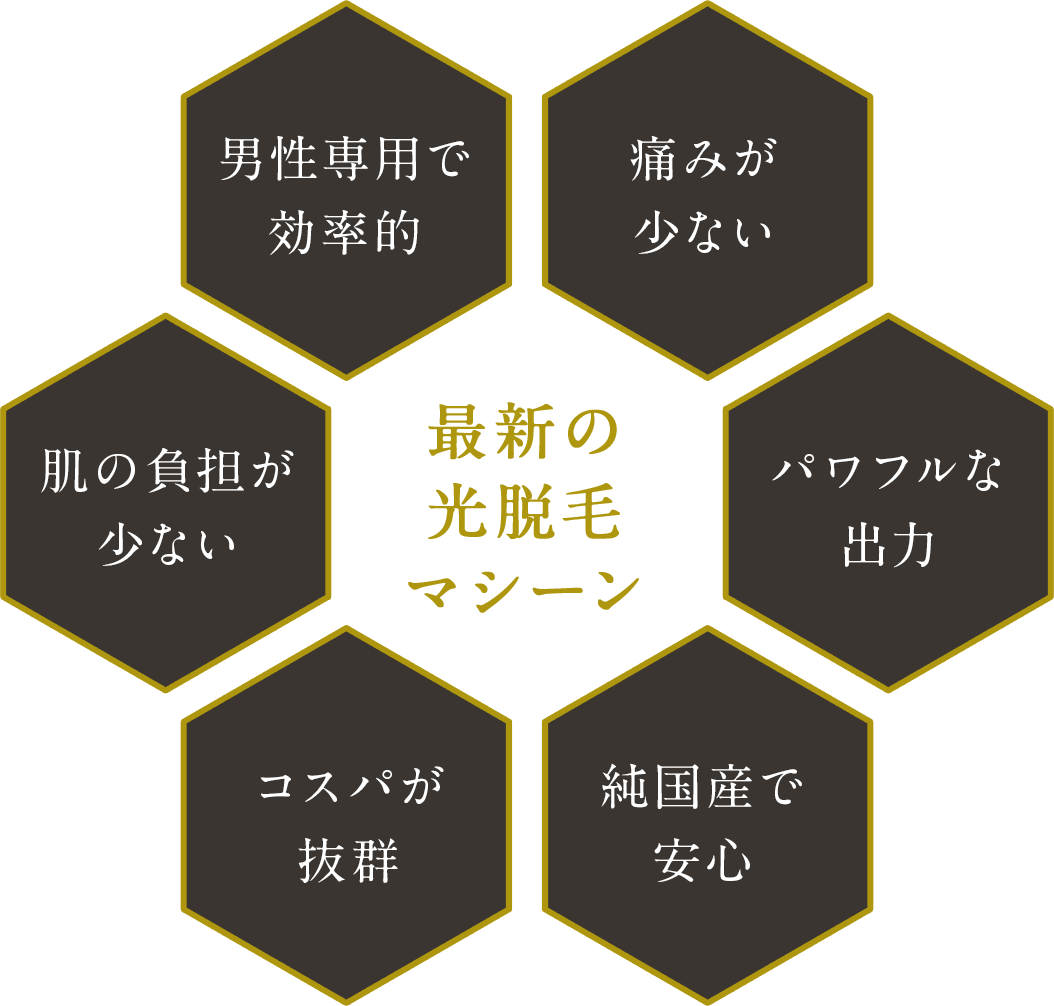 男性専用で
効率的
痛みが
少ない
肌の負担が
少ない
最新の
光脱毛
マシーン
パワフルな
出力
コスパが
抜群
純国産で
安心